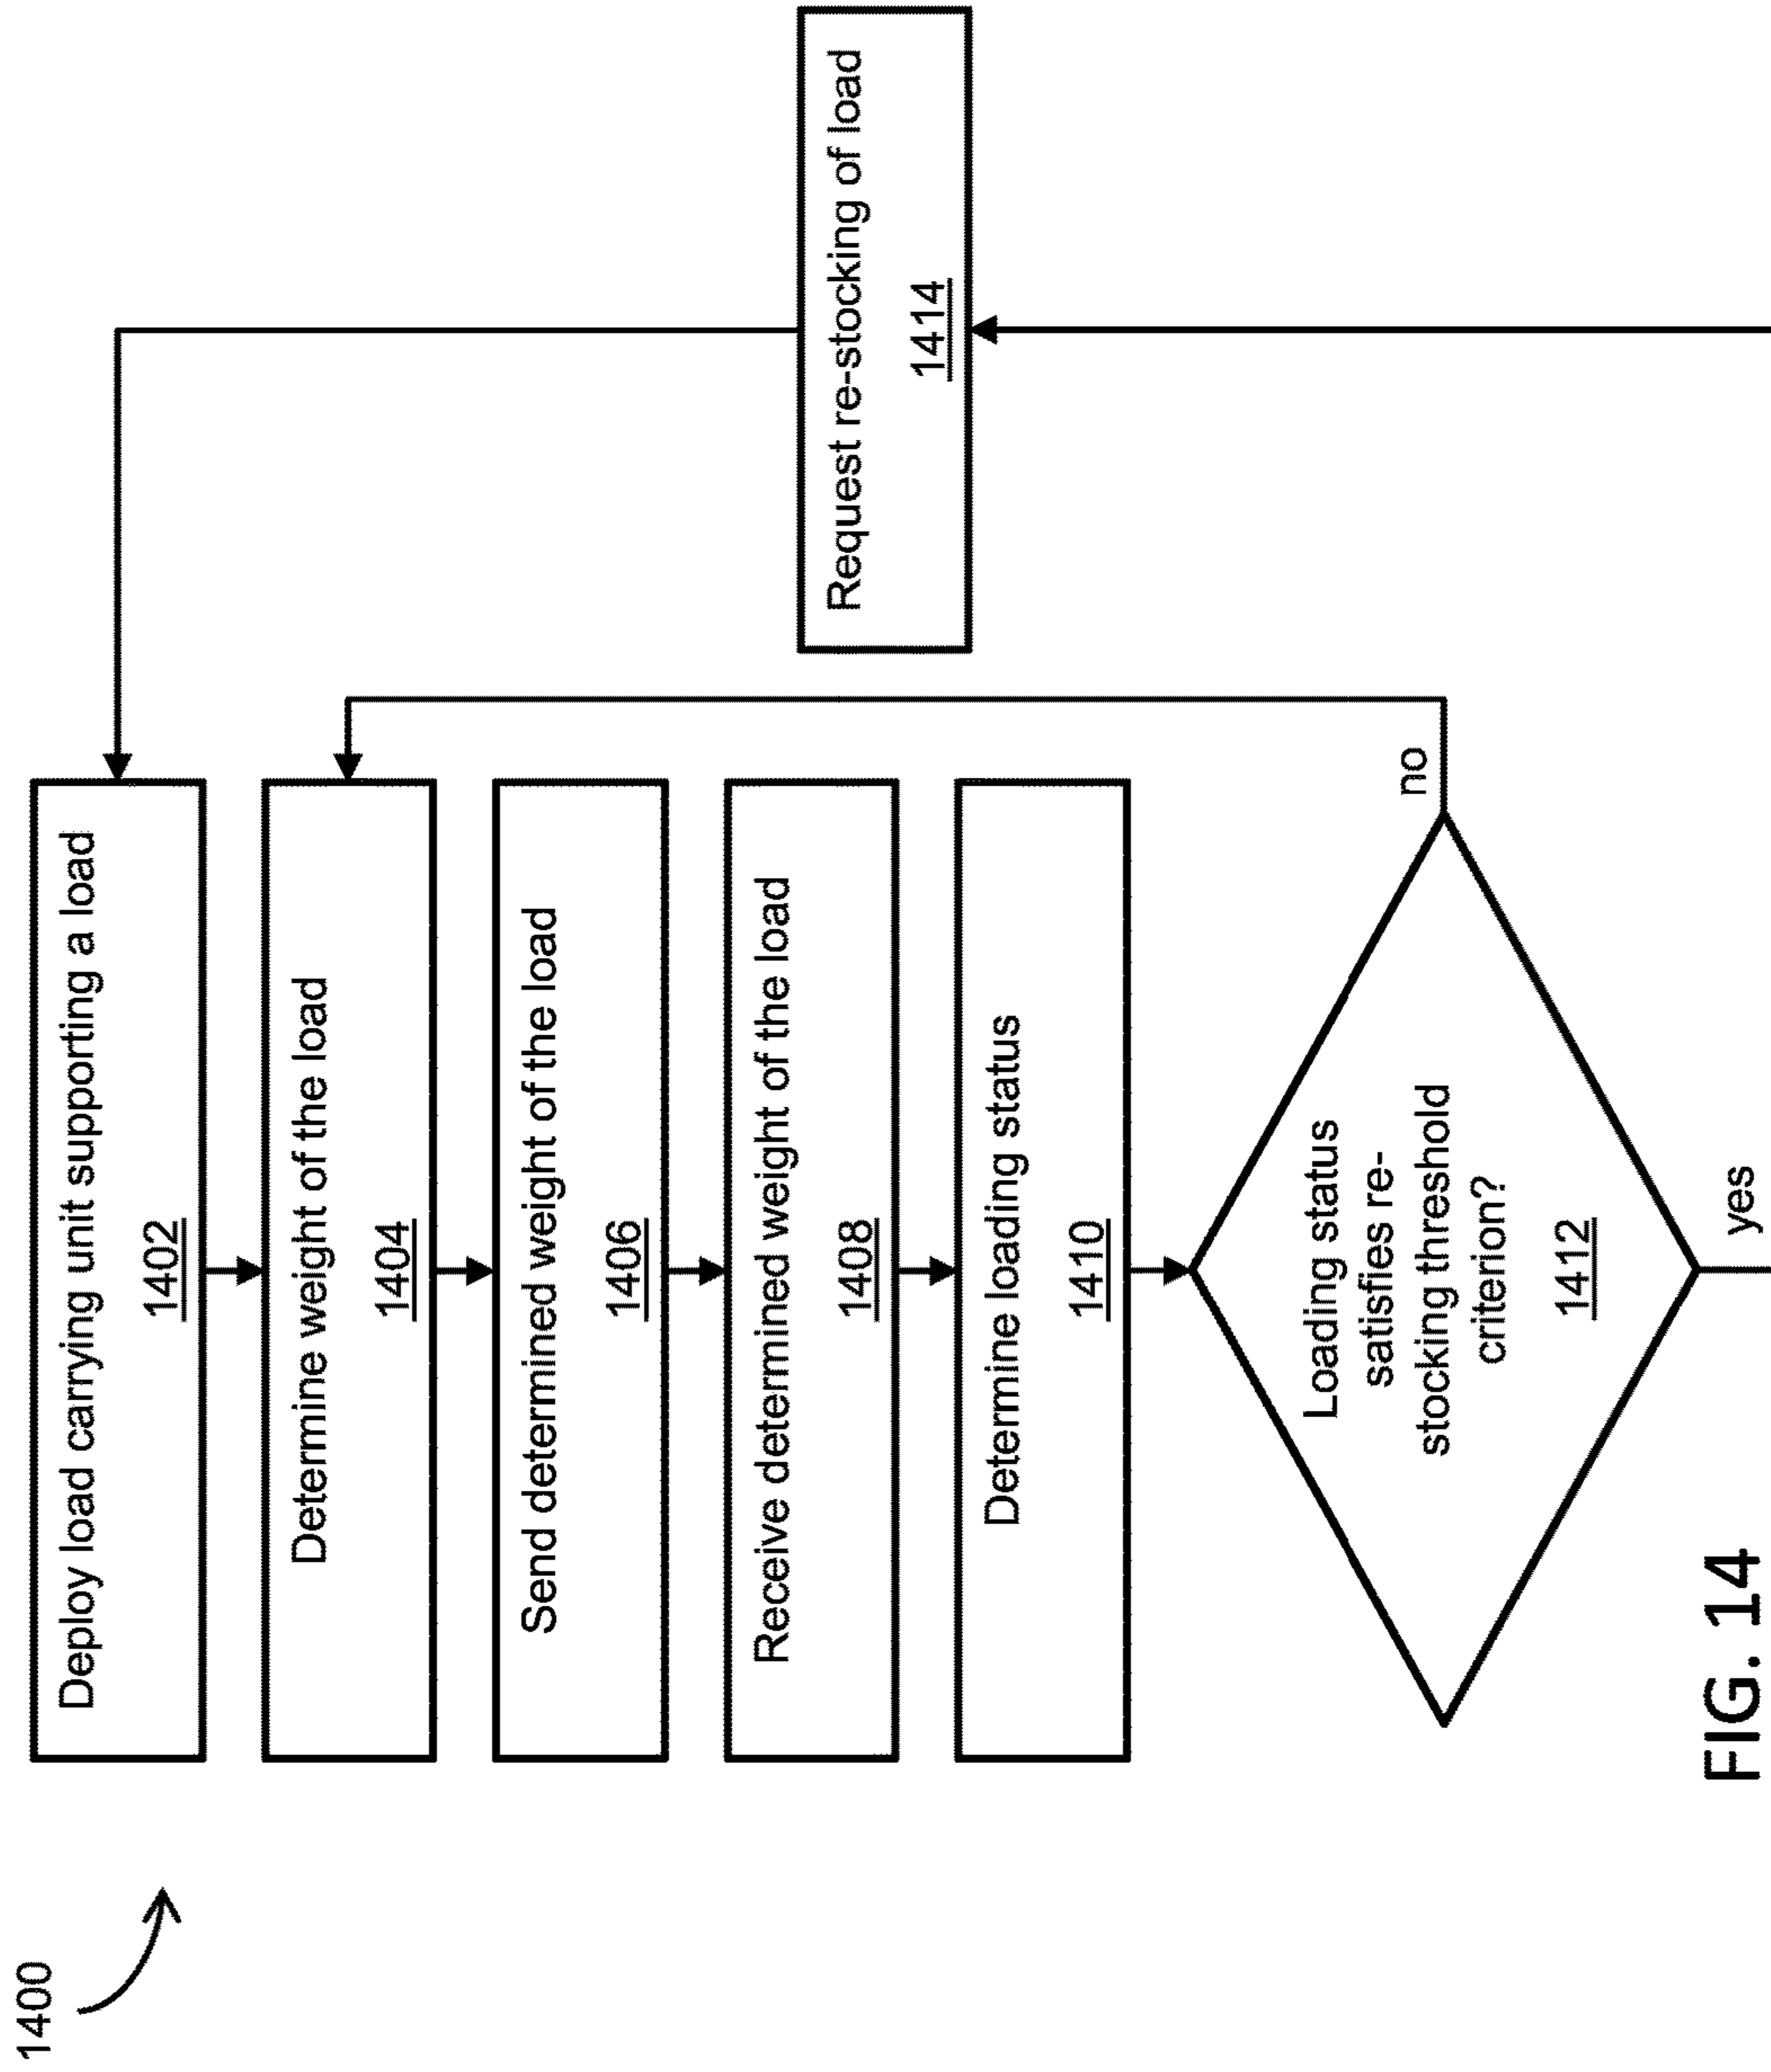 1400
Deploy load carrying unit supporting a load
1402
Determine weight of the load
1404
Send determined weight of the load
1406
Receive determined weight of the load
1408
Determine loading status
1410
Loading status
satisfies re-
stocking threshold
criterion?
1412
no
yes
Request re-stocking of load
1414
FIG. 14